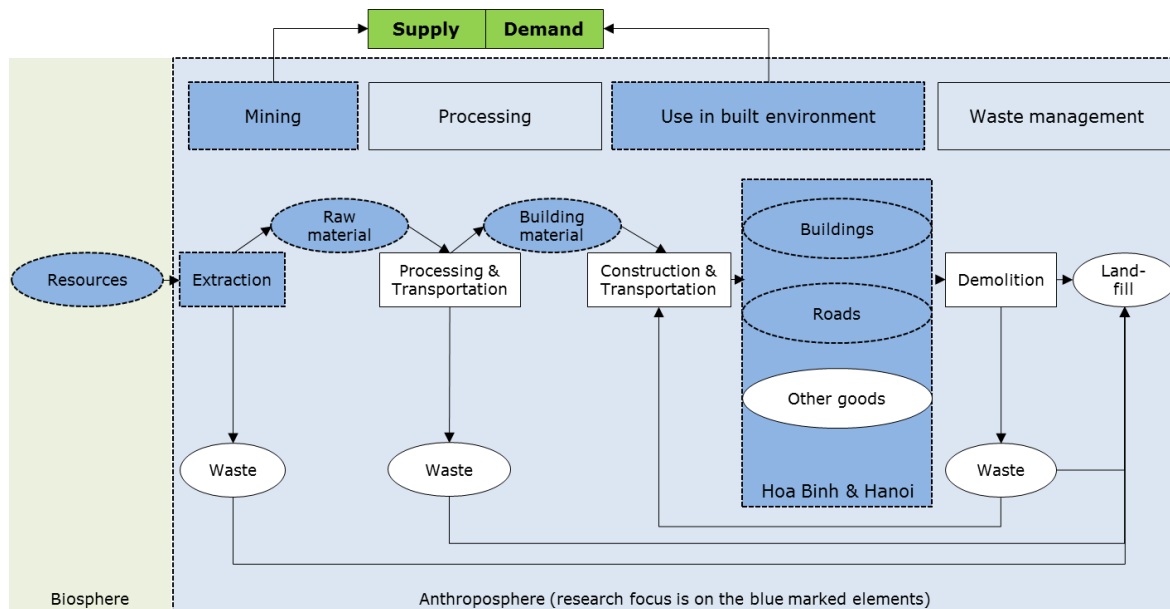 Supply Demand
Mining
Processing
Use in built environment
Waste management
Raw
material
Building
material
Buildings
Resources
Extraction
Processing &
Transportation
Construction &
Transportation
Demolition
Land-
fill
Roads
Other goods
Waste
Waste
Waste
Hoa Binh & Hanoi
Biosphere
Anthroposphere (research focus is on the blue marked elements)